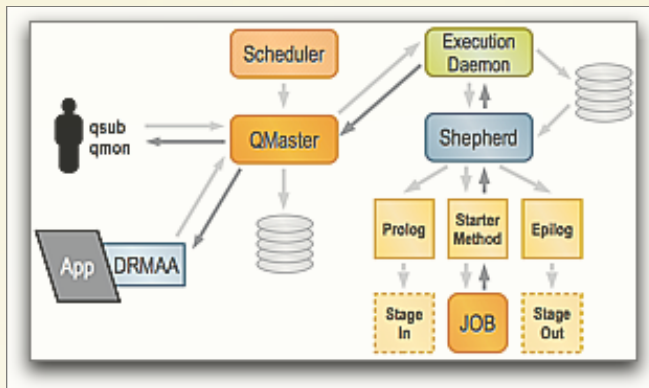 Scheduler
Execution
Daemon
qsub
qmon
QMaster
Shepherd
Prolog
Starter
Method
Epilog
App
DRMAA
Stage
In
JOB
Stage
Out